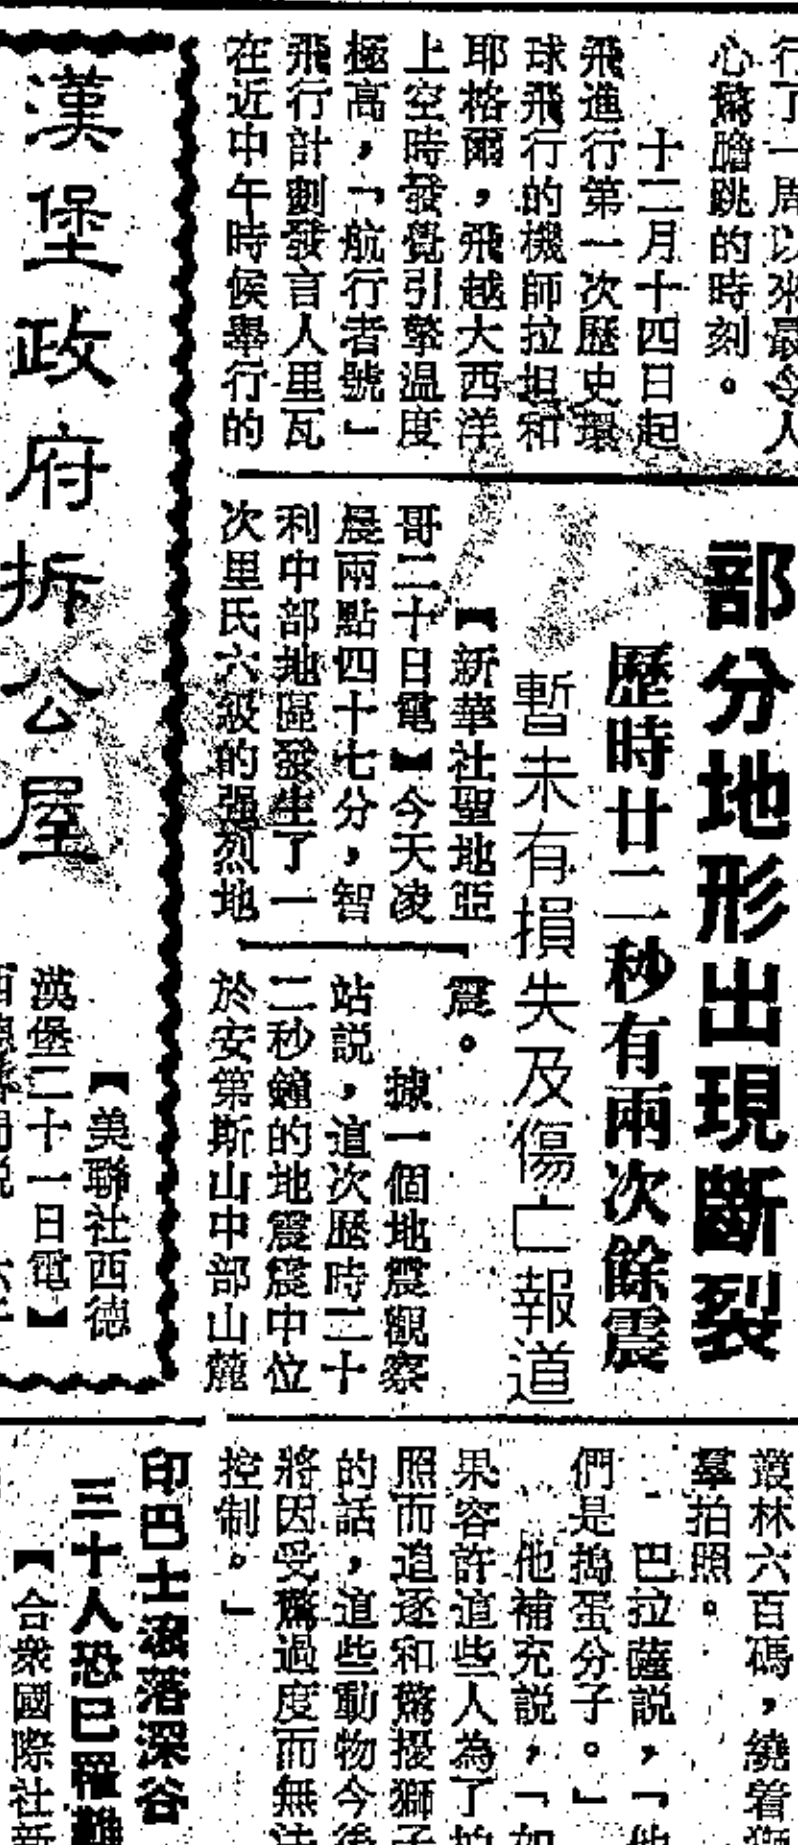 行了一周以來最令人
心驚膽跳的時刻。
十二月十四日起
飛進行第一次歷史環
球飛行的機師拉坦和
耶格爾，飛越大西洋
上空時發覺引擎温度
極高，「航行者號」
飛行計劃發言人里瓦
在近中午時候舉行的
部分地形出現斷裂
歷時廿二秒有兩次餘震
暫未有損失及傷亡報道
【新華社聖地亞
哥二十日電】今天凌
晨兩點四十七分，智
利中部地區發生了一
次里氏六級的强烈地
震。
據一個地震觀察
站説，這次歷時二十
二秒鐘的地震震中位
於安第斯山中部山麓
漢堡政府拆公屋
【美聯社西德
漢堡二十一日電】
叢林六百碼，繞着獅
羣拍照。
巴拉薩説，「他
們是搗蛋分子。」
他補充説，「如
果容許這些人為了拍
照而追逐和驚擾獅子
的話，這些動物今後
將因受驚過度而無法
控制。」
印巴士滚落深谷
三十人恐已罹難
【合衆國際社新